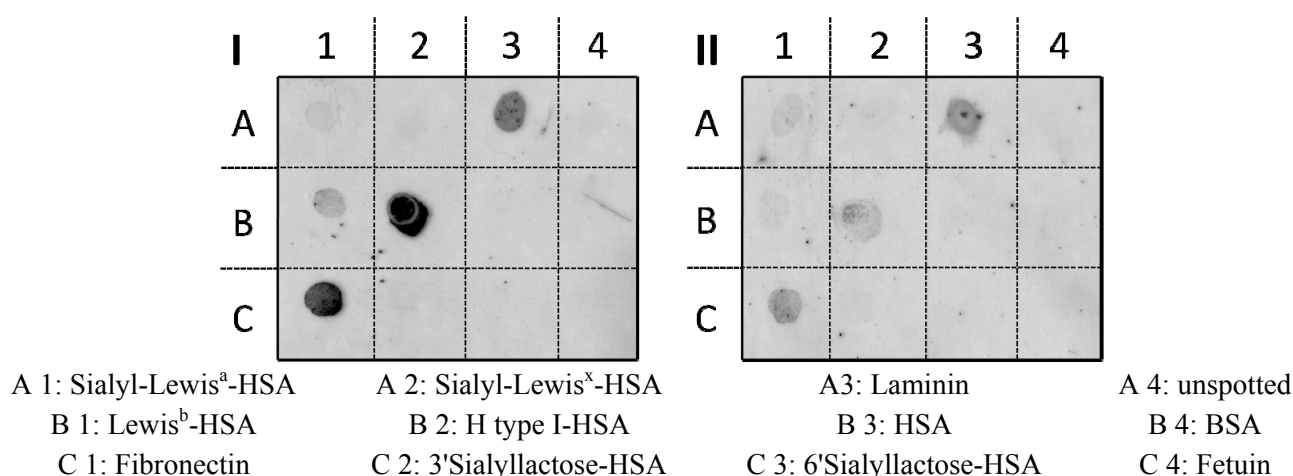 I 1 2 3 4 II 1 2 3 4
A A
B B
C C
A 1: Sialyl-Lewisᵃ-HSA A 2: Sialyl-Lewisˣ-HSA A3: Laminin A 4: unspotted
B 1: Lewisᵇ-HSA B 2: H type I-HSA B 3: HSA B 4: BSA
C 1: Fibronectin C 2: 3'Sialyllactose-HSA C 3: 6'Sialyllactose-HSA C 4: Fetuin